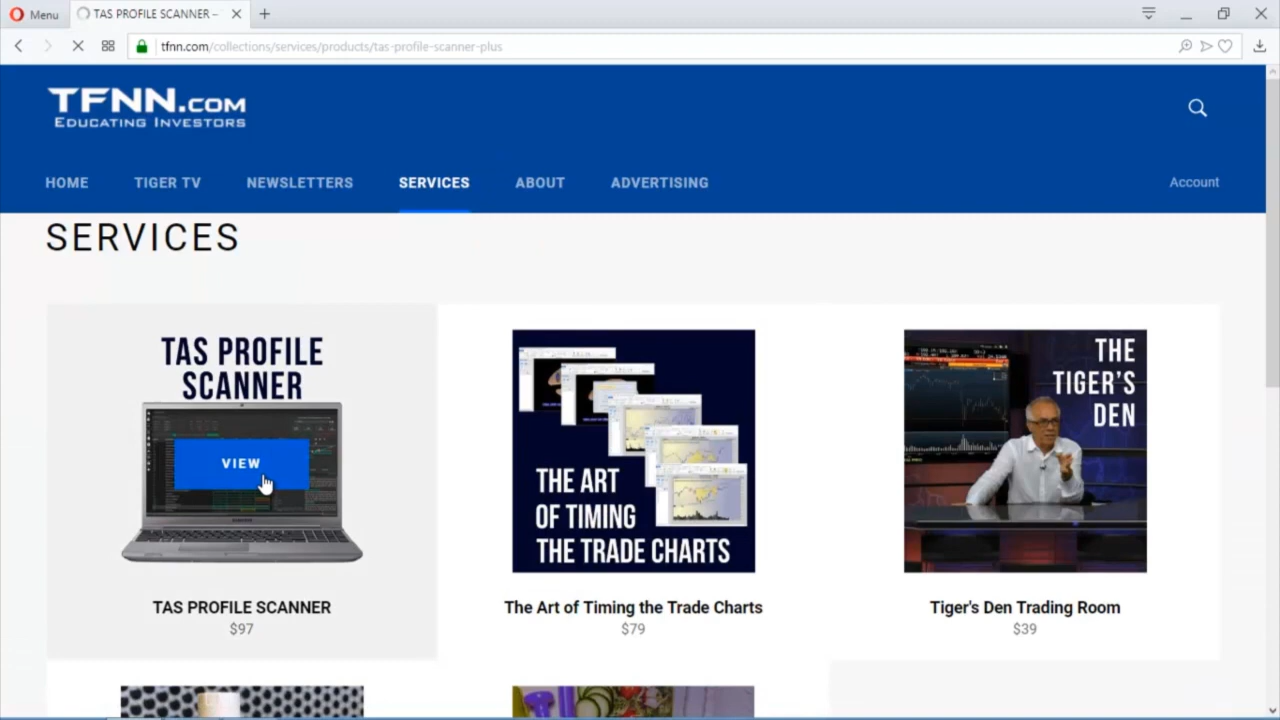 Menu
TAS PROFILE SCANNER –
tfnn.com/collections/services/products/tas-profile-scanner-plus
TFNN.COM
EDUCATING INVESTORS
HOME
TIGER TV
NEWSLETTERS
SERVICES
ABOUT
ADVERTISING
Account
SERVICES
TAS PROFILE
SCANNER
VIEW
THE ART
OF TIMING
THE TRADE CHARTS
THE
TIGER'S
DEN
TAS PROFILE SCANNER
$97
The Art of Timing the Trade Charts
$79
Tiger's Den Trading Room
$39